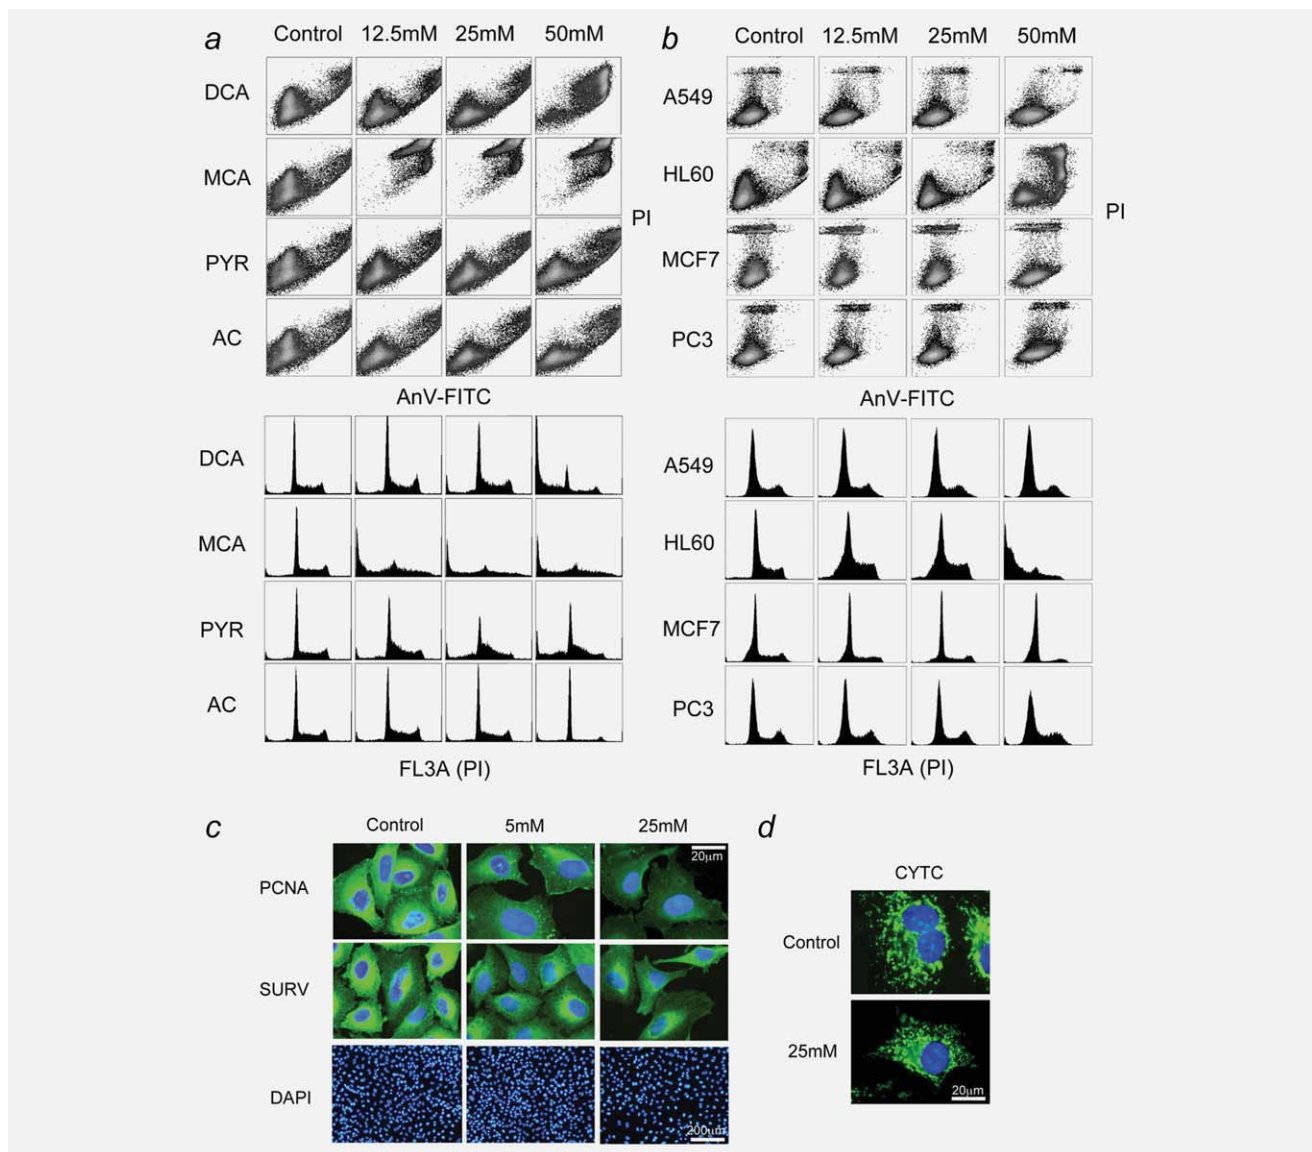 a
Control 12.5mM 25mM 50mM
DCA
MCA
PYR
AC
PI
AnV-FITC
DCA
MCA
PYR
AC
FL3A (PI)
b
Control 12.5mM 25mM 50mM
A549
HL60
MCF7
PC3
PI
AnV-FITC
A549
HL60
MCF7
PC3
FL3A (PI)
c
Control 5mM 25mM
PCNA
20μm
SURV
DAPI
200μm
d
CYTC
Control
25mM
20μm